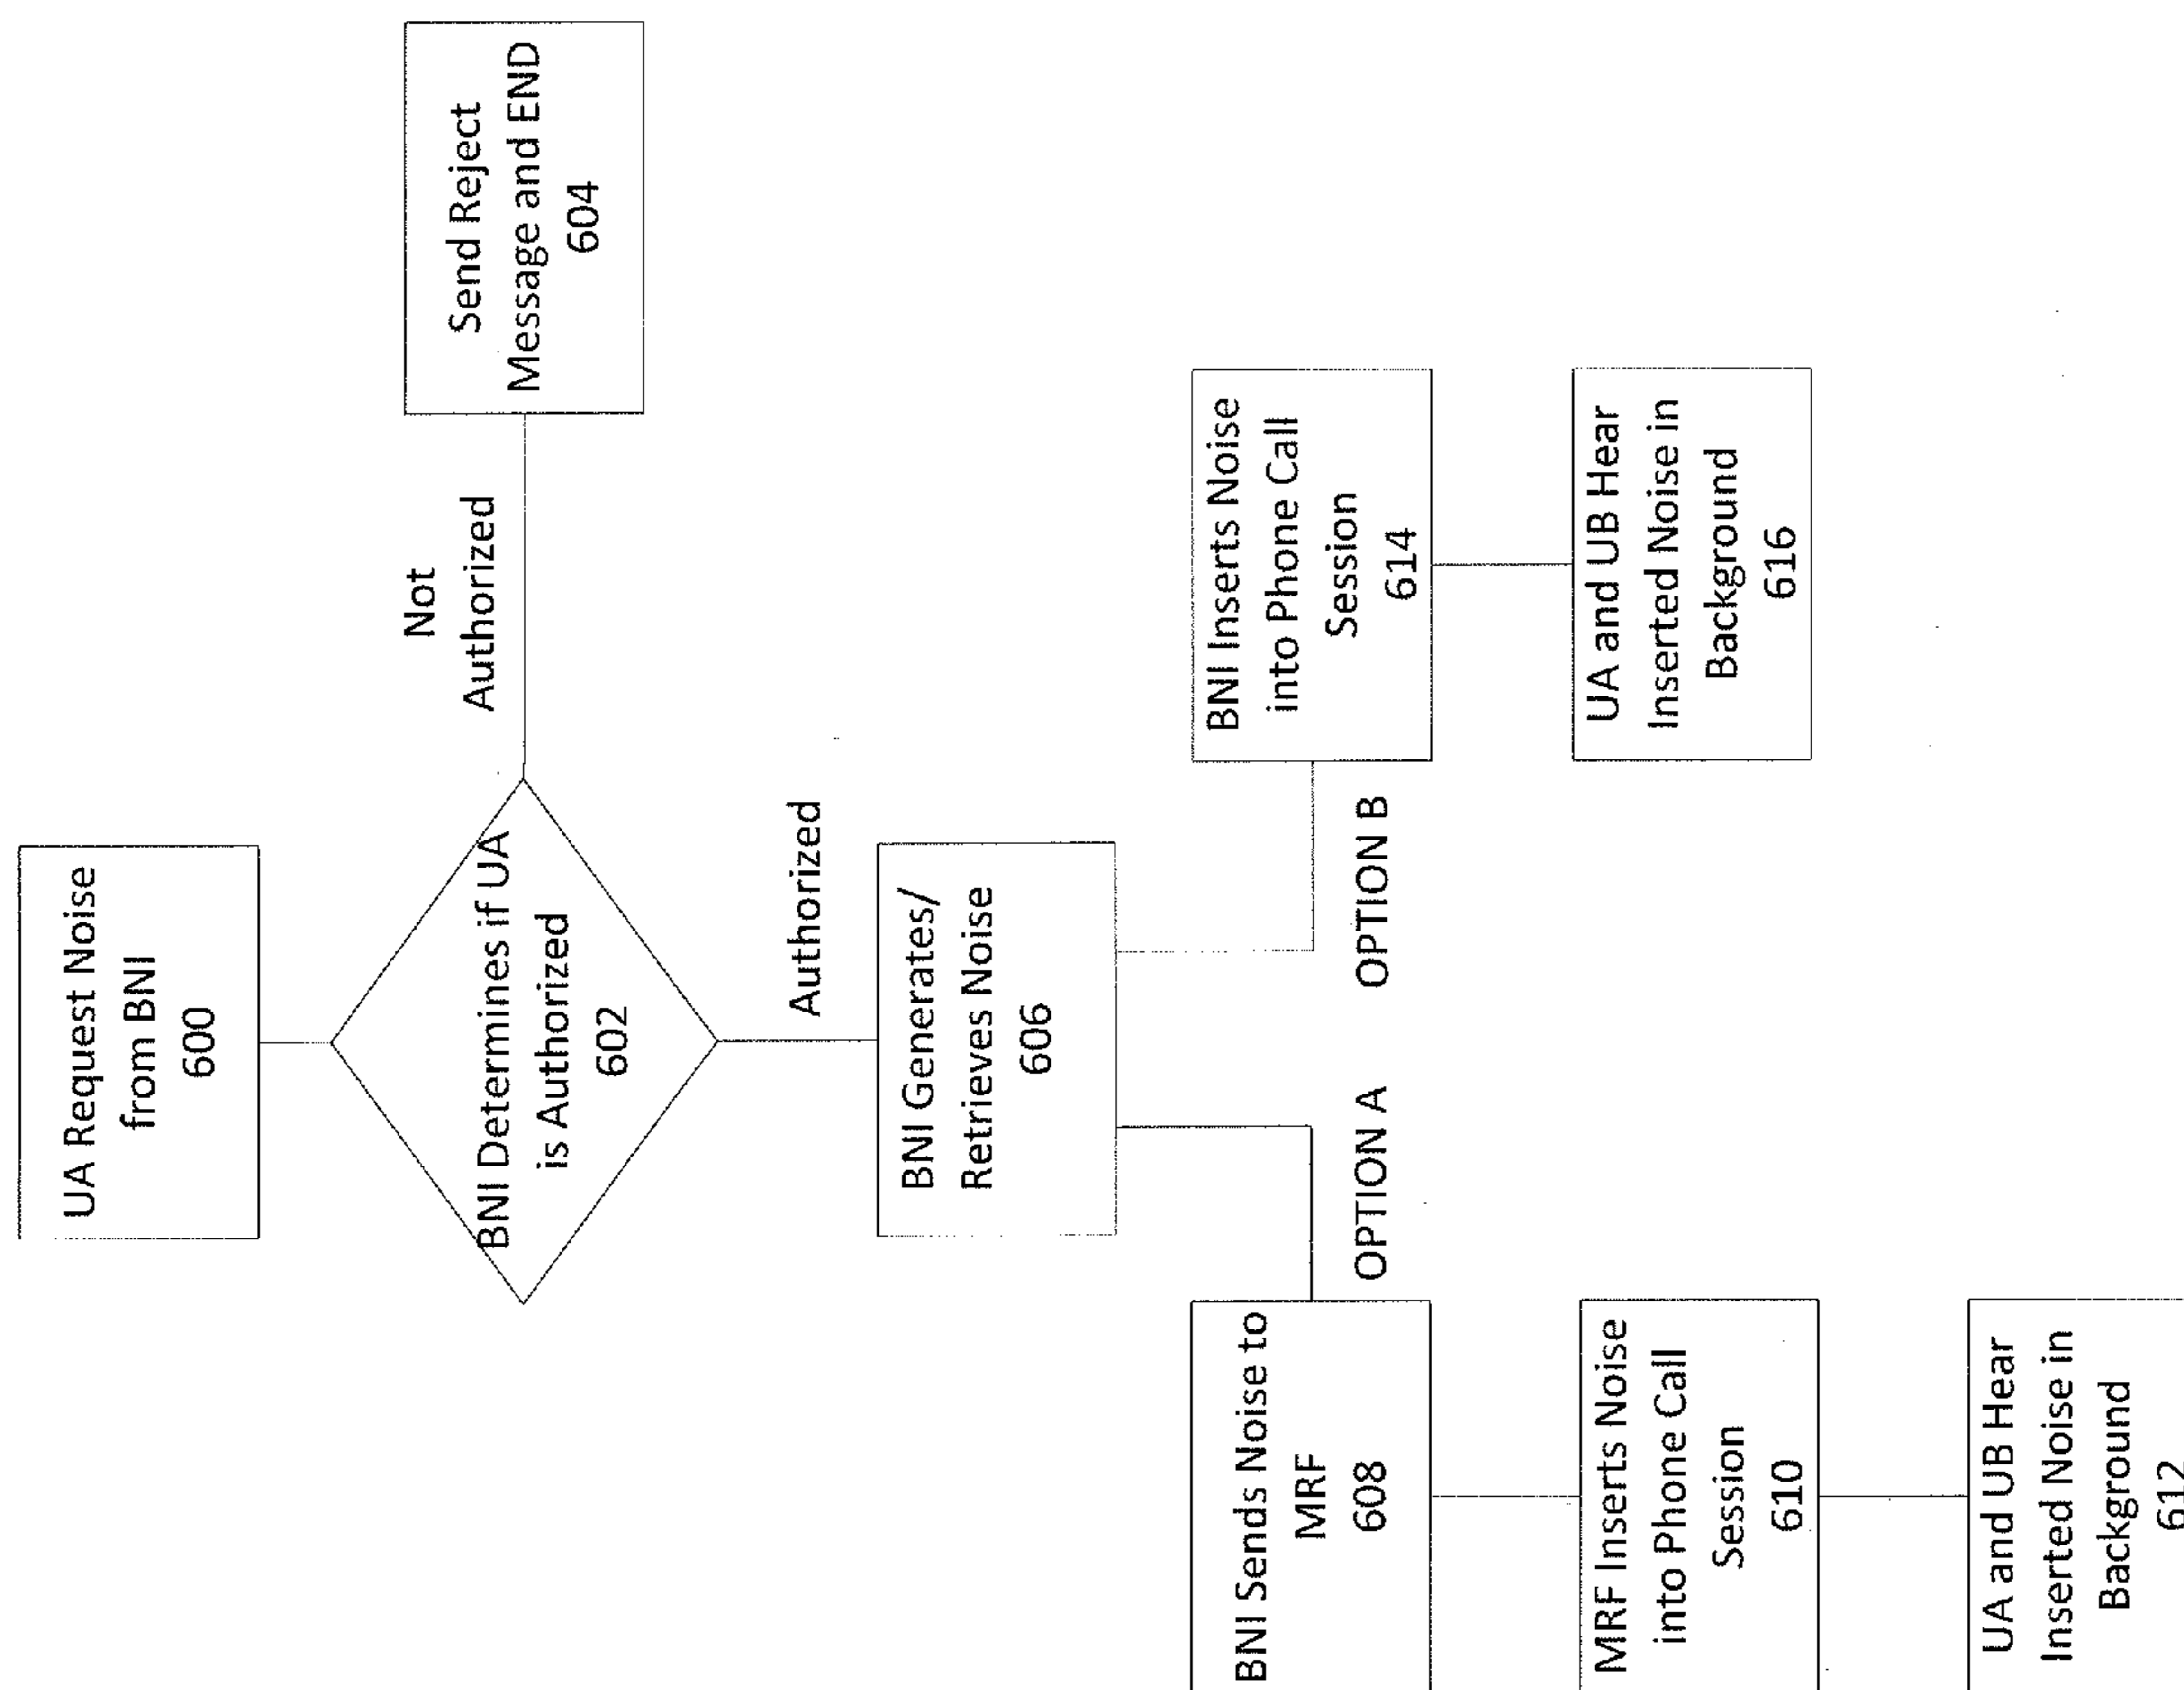 UA Request Noise
from BNI
600
BNI Determines if UA
is Authorized
602
Not
Authorized
Send Reject
Message and END
604
Authorized
BNI Generates/
Retrieves Noise
606
OPTION A
OPTION B
BNI Sends Noise to
MRF
608
MRF Inserts Noise
into Phone Call
Session
610
UA and UB Hear
Inserted Noise in
Background
612
BNI Inserts Noise
into Phone Call
Session
614
UA and UB Hear
Inserted Noise in
Background
616